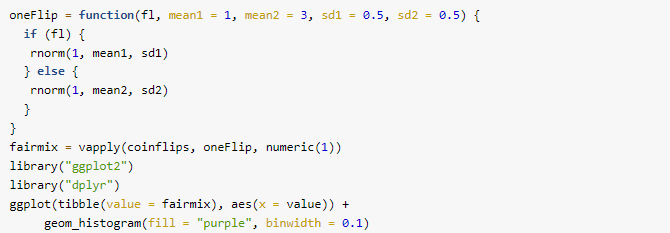 oneFlip = function(fl, mean1 = 1, mean2 = 3, sd1 = 0.5, sd2 = 0.5) {
  if (fl) {
   rnorm(1, mean1, sd1)
  } else {
   rnorm(1, mean2, sd2)
  }
}
fairmix = vapply(coinflips, oneFlip, numeric(1))
library("ggplot2")
library("dplyr")
ggplot(tibble(value = fairmix), aes(x = value)) +
     geom_histogram(fill = "purple", binwidth = 0.1)